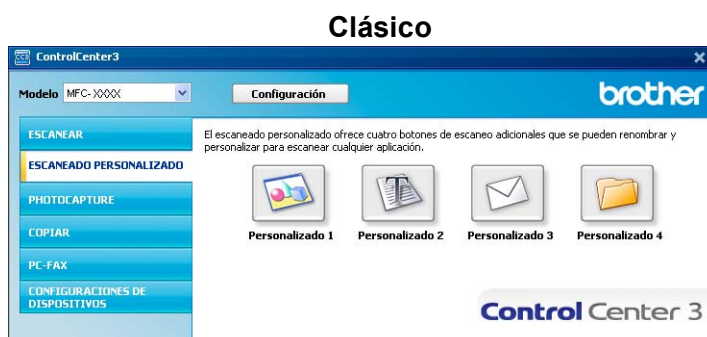 Clásico
ControlCenter3
Modelo MFC-XXXX Configuración brother
ESCANEAR
ESCANEADO PERSONALIZADO
PHOTOCAPTURE
COPIAR
PC-FAX
CONFIGURACIONES DE
DISPOSITIVOS
El escaneado personalizado ofrece cuatro botones de escaneo adicionales que se pueden renombrar y
personalizar para escanear cualquier aplicación.
Personalizado 1 Personalizado 2 Personalizado 3 Personalizado 4
Control Center 3